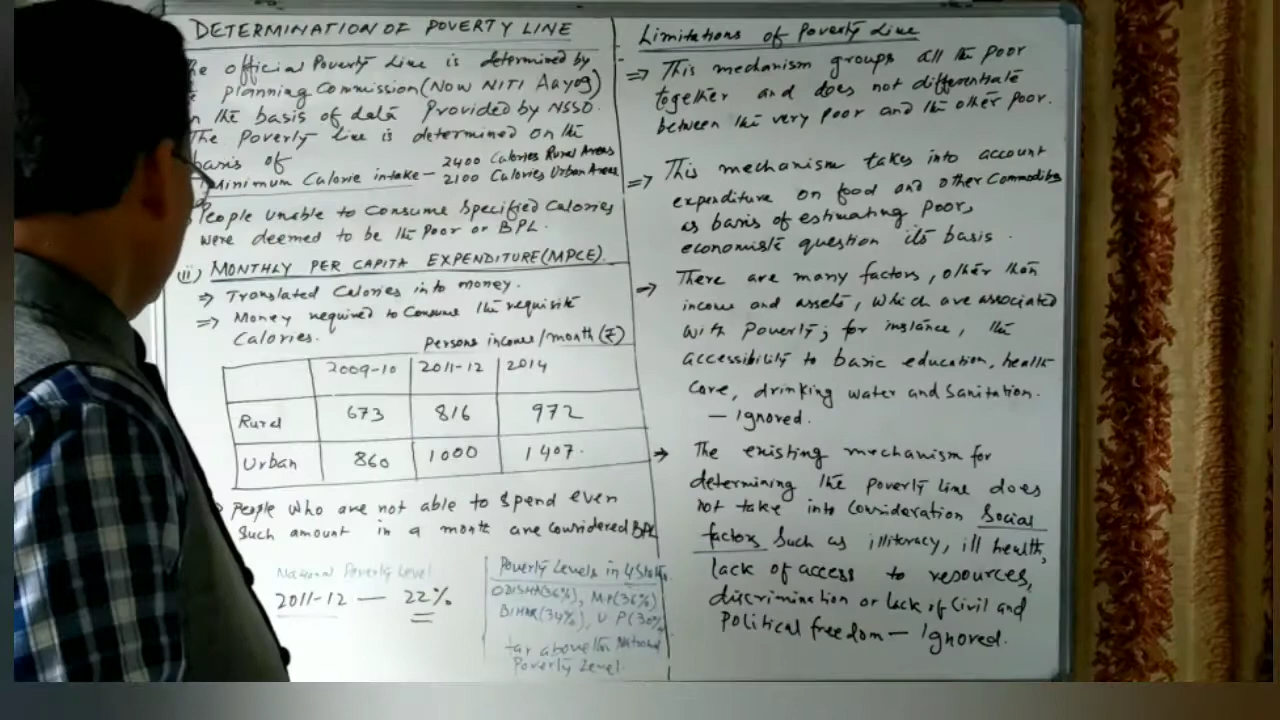 DETERMINATION OF POVERTY LINE
he official Poverty Line is determined by
Planning Commission (NOW NITI Aayog)
n the basis of data Provided by NSSO.
The Poverty Line is determined on the
basis of
Minimum Calorie intake — 2400 Calories Rural Areas
2100 Calories Urban Areas
People unable to Consume Specified Calories
were deemed to be the Poor or BPL.
(ii) MONTHLY PER CAPITA EXPENDITURE (MPCE)
⇒ Translated Calories into money.
⇒ Money required to Consume the requisite
Calories.
Persons income/month (₹)
2009-10 2011-12 2014
Rural 673 816 972
Urban 860 1000 1407.
People who are not able to Spend even
Such amount in a month are considered BPL
National Poverty Level
2011-12 — 22%
Poverty Levels in 4 States
ODISHA (36%), M.P (36%)
BIHAR (34%), U P (30%
far above the National
Poverty Level.
Limitations of Poverty Line
⇒ This mechanism groups all the poor
together and does not differentiate
between the very poor and the other poor.
⇒ This mechanism takes into account
expenditure on food and other Commodities
as basis of estimating poor,
economists question its basis.
→ There are many factors, other than
income and assets, which are associated
with Poverty; for instance, the
accessibility to basic education, health
Care, drinking water and Sanitation.
— Ignored.
→ The existing mechanism for
determining the poverty line does
not take into Consideration Social
factors Such as illiteracy, ill health,
lack of access to resources,
discrimination or lack of Civil and
Political freedom — Ignored.